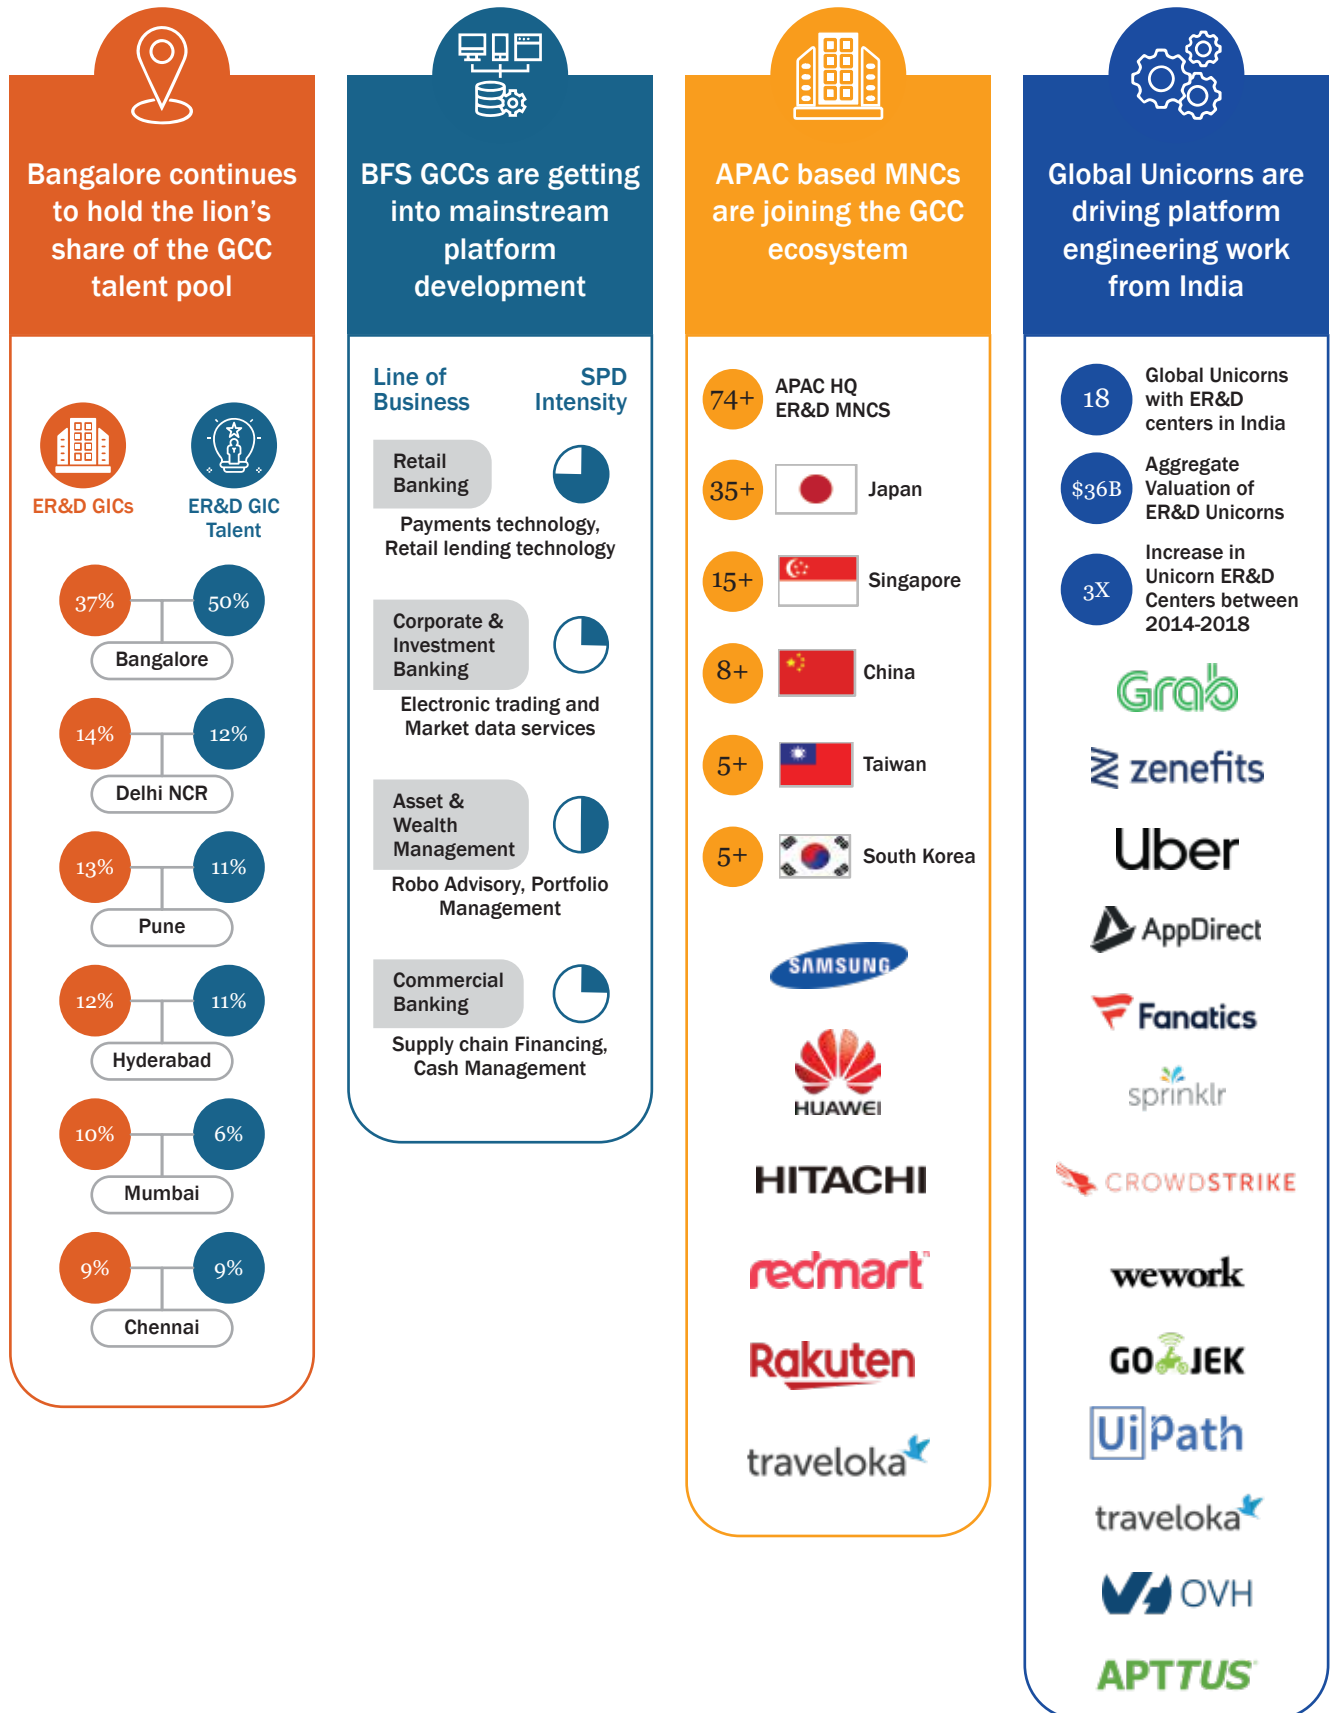 Bangalore continues
to hold the lion's
share of the GCC
talent pool
ER&D GICs
ER&D GIC
Talent
37%
50%
Bangalore
14%
12%
Delhi NCR
13%
11%
Pune
12%
11%
Hyderabad
10%
6%
Mumbai
9%
9%
Chennai
BFS GCCs are getting
into mainstream
platform
development
Line of
Business
SPD
Intensity
Retail
Banking
Payments technology,
Retail lending technology
Corporate &
Investment
Banking
Electronic trading and
Market data services
Asset &
Wealth
Management
Robo Advisory, Portfolio
Management
Commercial
Banking
Supply chain Financing,
Cash Management
APAC based MNCs
are joining the GCC
ecosystem
74+
APAC HQ
ER&D MNCS
35+
Japan
15+
Singapore
8+
China
5+
Taiwan
5+
South Korea
SAMSUNG
HUAWEI
HITACHI
redmart
Rakuten
traveloka
Global Unicorns are
driving platform
engineering work
from India
18
Global Unicorns
with ER&D
centers in India
$36B
Aggregate
Valuation of
ER&D Unicorns
3X
Increase in
Unicorn ER&D
Centers between
2014-2018
Grab
zenefits
Uber
AppDirect
Fanatics
sprinklr
CROWDSTRIKE
wework
GO JEK
UiPath
traveloka
OVH
APTTUS